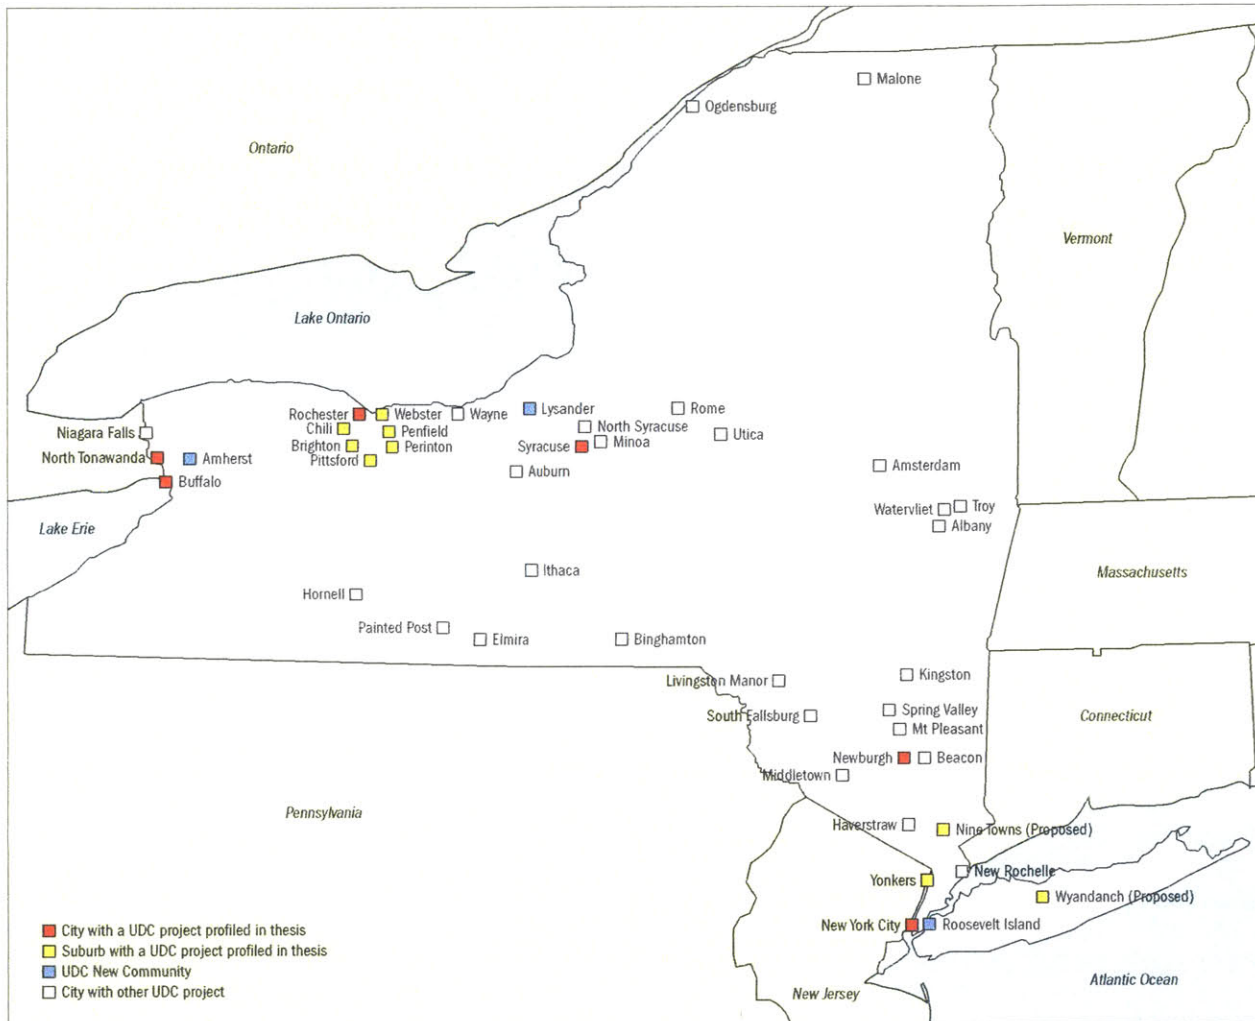 Malone
Ogdensburg
Ontario
Vermont
Lake Ontario
Rochester
Webster
Wayne
Lysander
Rome
Chili
Penfield
North Syracuse
Niagara Falls
Utica
Brighton
Perinton
Syracuse
Minoa
North Tonawanda
Amherst
Pittsford
Auburn
Amsterdam
Buffalo
Lake Erie
Watervliet
Troy
Albany
Ithaca
Massachusetts
Hornell
Painted Post
Elmira
Binghamton
Livingston Manor
Kingston
South Fallsburg
Spring Valley
Connecticut
Mt Pleasant
Newburgh
Beacon
Middletown
Pennsylvania
Haverstraw
Nine Towns (Proposed)
New Rochelle
Yonkers
Wyandanch (Proposed)
New York City
Roosevelt Island
City with a UDC project profiled in thesis
Suburb with a UDC project profiled in thesis
UDC New Community
City with other UDC project
New Jersey
Atlantic Ocean